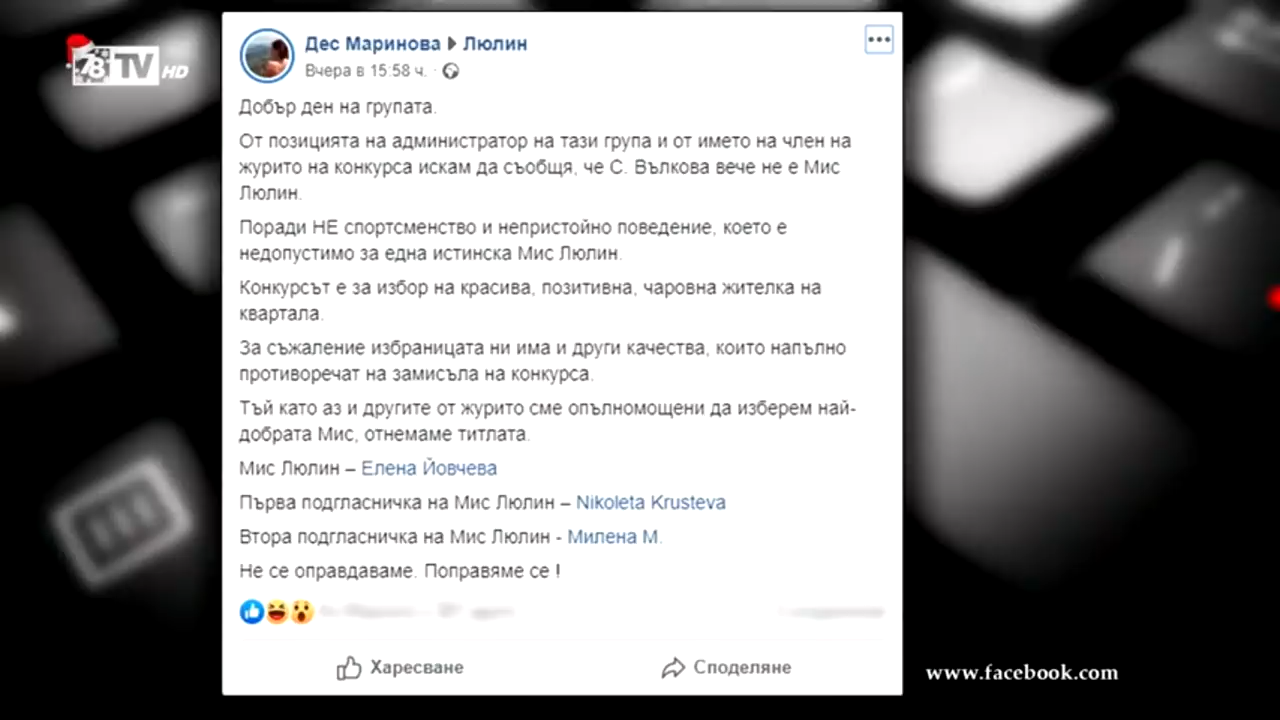 78 TV HD
Дес Маринова Люлин
Вчера в 15:58 ч. ·
Добър ден на групата.
От позицията на администратор на тази група и от името на член на
журито на конкурса искам да съобщя, че С. Вълкова вече не е Мис
Люлин.
Поради НЕ спортсменство и непристойно поведение, което е
недопустимо за една истинска Мис Люлин.
Конкурсът е за избор на красива, позитивна, чаровна жителка на
квартала.
За съжаление избраницата ни има и други качества, които напълно
противоречат на замисъла на конкурса.
Тъй като аз и другите от журито сме опълномощени да изберем най-
добрата Мис, отнемаме титлата.
Мис Люлин – Елена Йовчева
Първа подгласничка на Мис Люлин – Nikoleta Krusteva
Втора подгласничка на Мис Люлин - Милена М.
Не се оправдаваме. Поправяме се !
Харесване Споделяне
www.facebook.com